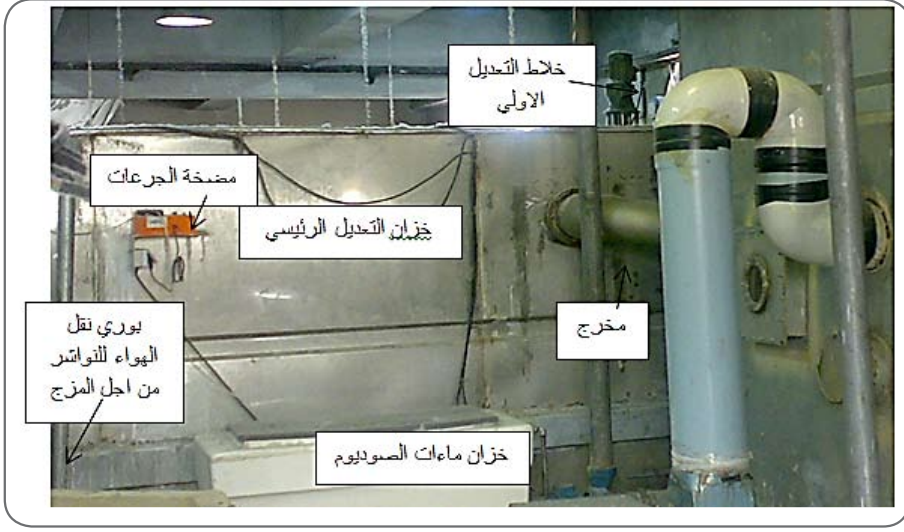 خلاط التعديل
الاولي
مضخة الجرعات
خزان التعديل الرئيسي
مخرج
بوري نقل
الهواء للنواشر
من اجل المزج
خزان ماءات الصوديوم